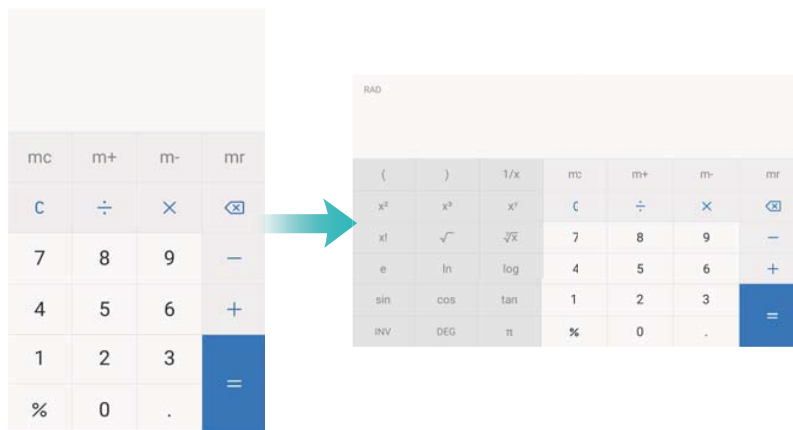 mc m+ m- mr
C ÷ ×
7 8 9 −
4 5 6 +
1 2 3
=
% 0 .
RAD
( ) 1/x mc m+ m- mr
x² x³ xʸ C ÷ ×
x! √ ∛x 7 8 9 −
e ln log 4 5 6 +
sin cos tan 1 2 3
=
INV DEG π % 0 .